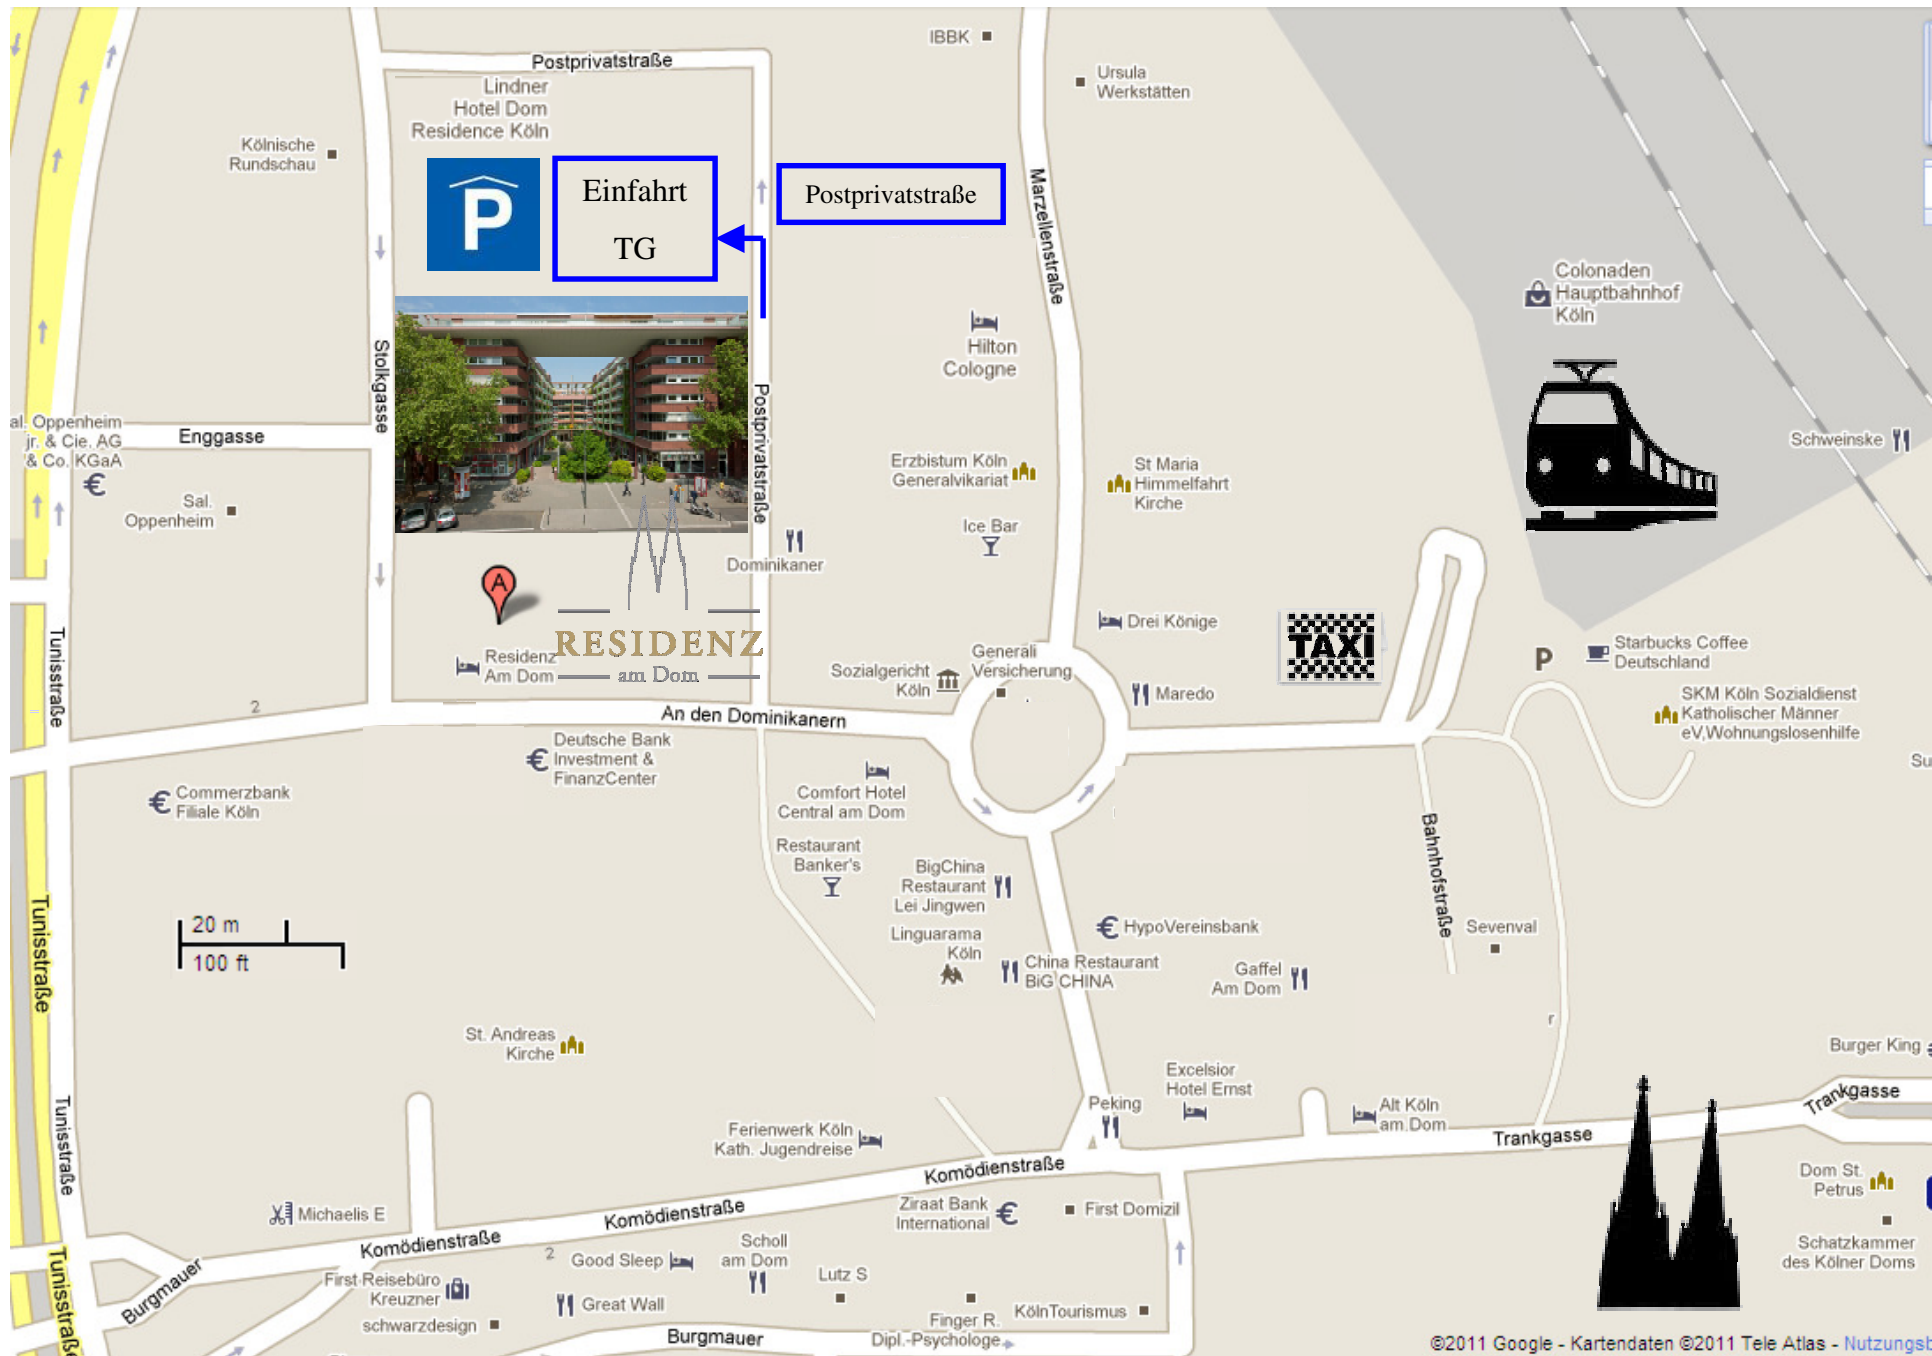 IBBK
Postprivatstraße
Ursula
Werkstätten
Lindner
Hotel Dom
Residence Köln
Kölnische
Rundschau
P
Einfahrt
TG
Postprivatstraße
Marzellenstraße
Colonaden
Hauptbahnhof
Köln
Hilton
Cologne
Stolkgasse
Postprivatstraße
al. Oppenheim
jr. & Cie. AG
& Co. KGaA
€
Enggasse
Schweinske
Erzbistum Köln
Generalvikariat
St Maria
Himmelfahrt
Kirche
Sal.
Oppenheim
Ice Bar
Dominikaner
A
Drei Könige
TAXI
RESIDENZ
am Dom
Residenz
Am Dom
Generali
Versicherung
Sozialgericht
Köln
P
Starbucks Coffee
Deutschland
Maredo
SKM Köln Sozialdienst
Katholischer Männer
eV,Wohnungslosenhilfe
Tunisstraße
2
An den Dominikanern
Deutsche Bank
€ Investment &
FinanzCenter
Su
Commerzbank
€ Filiale Köln
Comfort Hotel
Central am Dom
Restaurant
Banker's
Bahnhofstraße
BigChina
Restaurant
Lei Jingwen
Tunisstraße
20 m
100 ft
€ HypoVereinsbank
Sevenval
Linguarama
Köln
China Restaurant
BiG CHINA
Gaffel
Am Dom
r
St. Andreas
Kirche
Burger King
Excelsior
Hotel Ernst
Peking
Alt Köln
am Dom
Trankgasse
Trankgasse
Tunisstraße
Ferienwerk Köln
Kath. Jugendreise
Komödienstraße
Dom St.
Petrus
Michaelis E
Komödienstraße
Ziraat Bank
International €
First Domizil
Komödienstraße
2
Good Sleep
Scholl
am Dom
Schatzkammer
des Kölner Doms
Tunisstraße
Burgmauer
First Reisebüro
Kreuzner
Lutz S
Great Wall
schwarzdesign
Finger R.
Dipl.-Psychologe
KölnTourismus
Burgmauer
©2011 Google - Kartendaten ©2011 Tele Atlas - Nutzungsb